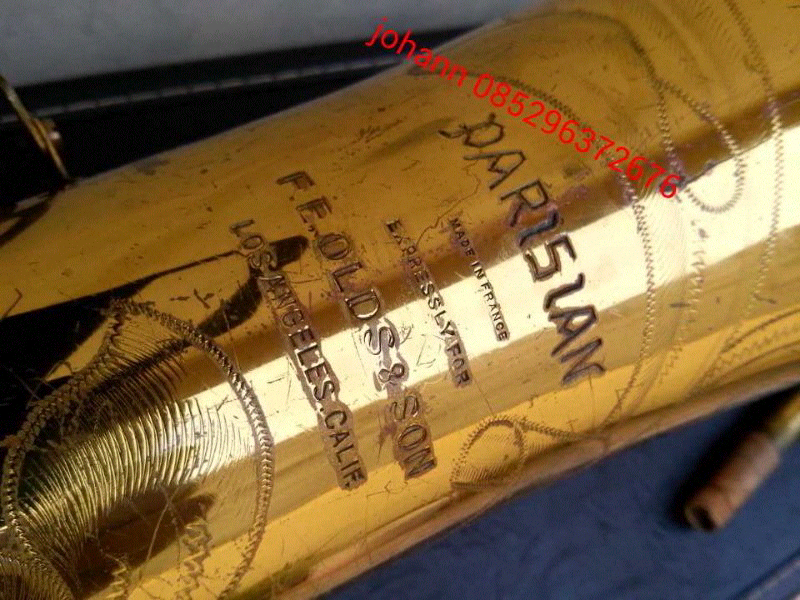 johann 085296372676
PARISIAN
MADE IN FRANCE
EXPRESSLY FOR
F.E.OLDS & SON
LOS ANGELES.CALIF.